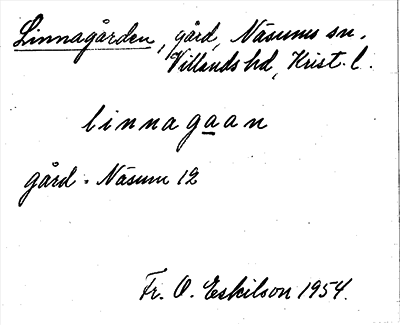 Linnagården, gård, Näsums sn.
Villands hd, Krist. l.
linnagaan
gård. Näsum 12
Fr. O. Eskilson 1954.